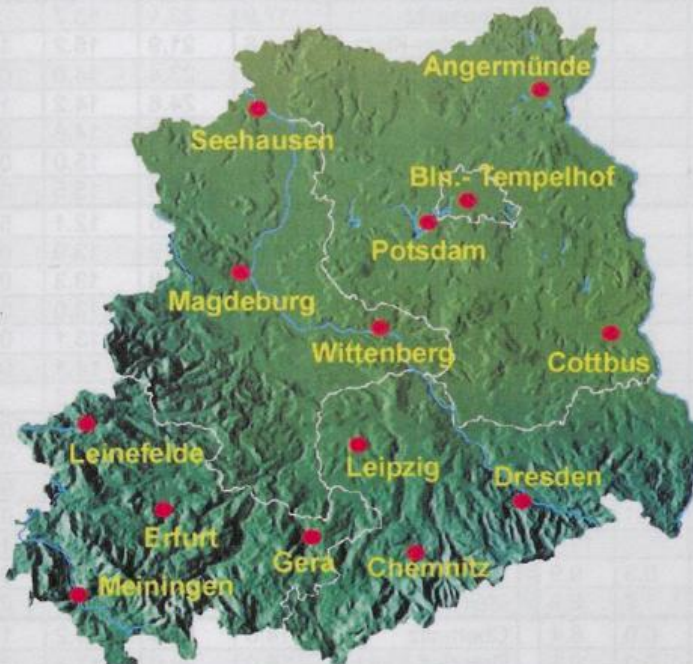 Angermünde
Seehausen
Bln.- Tempelhof
Potsdam
Magdeburg
Wittenberg
Cottbus
Leinefelde
Leipzig
Dresden
Erfurt
Gera
Chemnitz
Meiningen